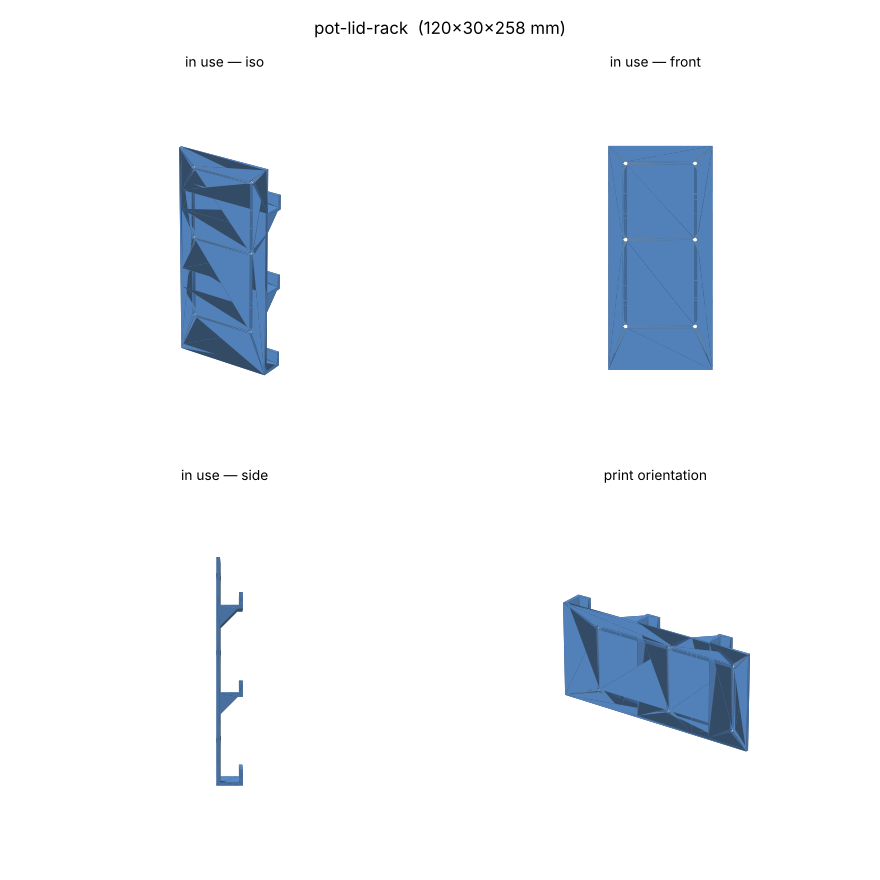 pot-lid-rack (120×30×258 mm)
in use — iso
in use — front
in use — side
print orientation